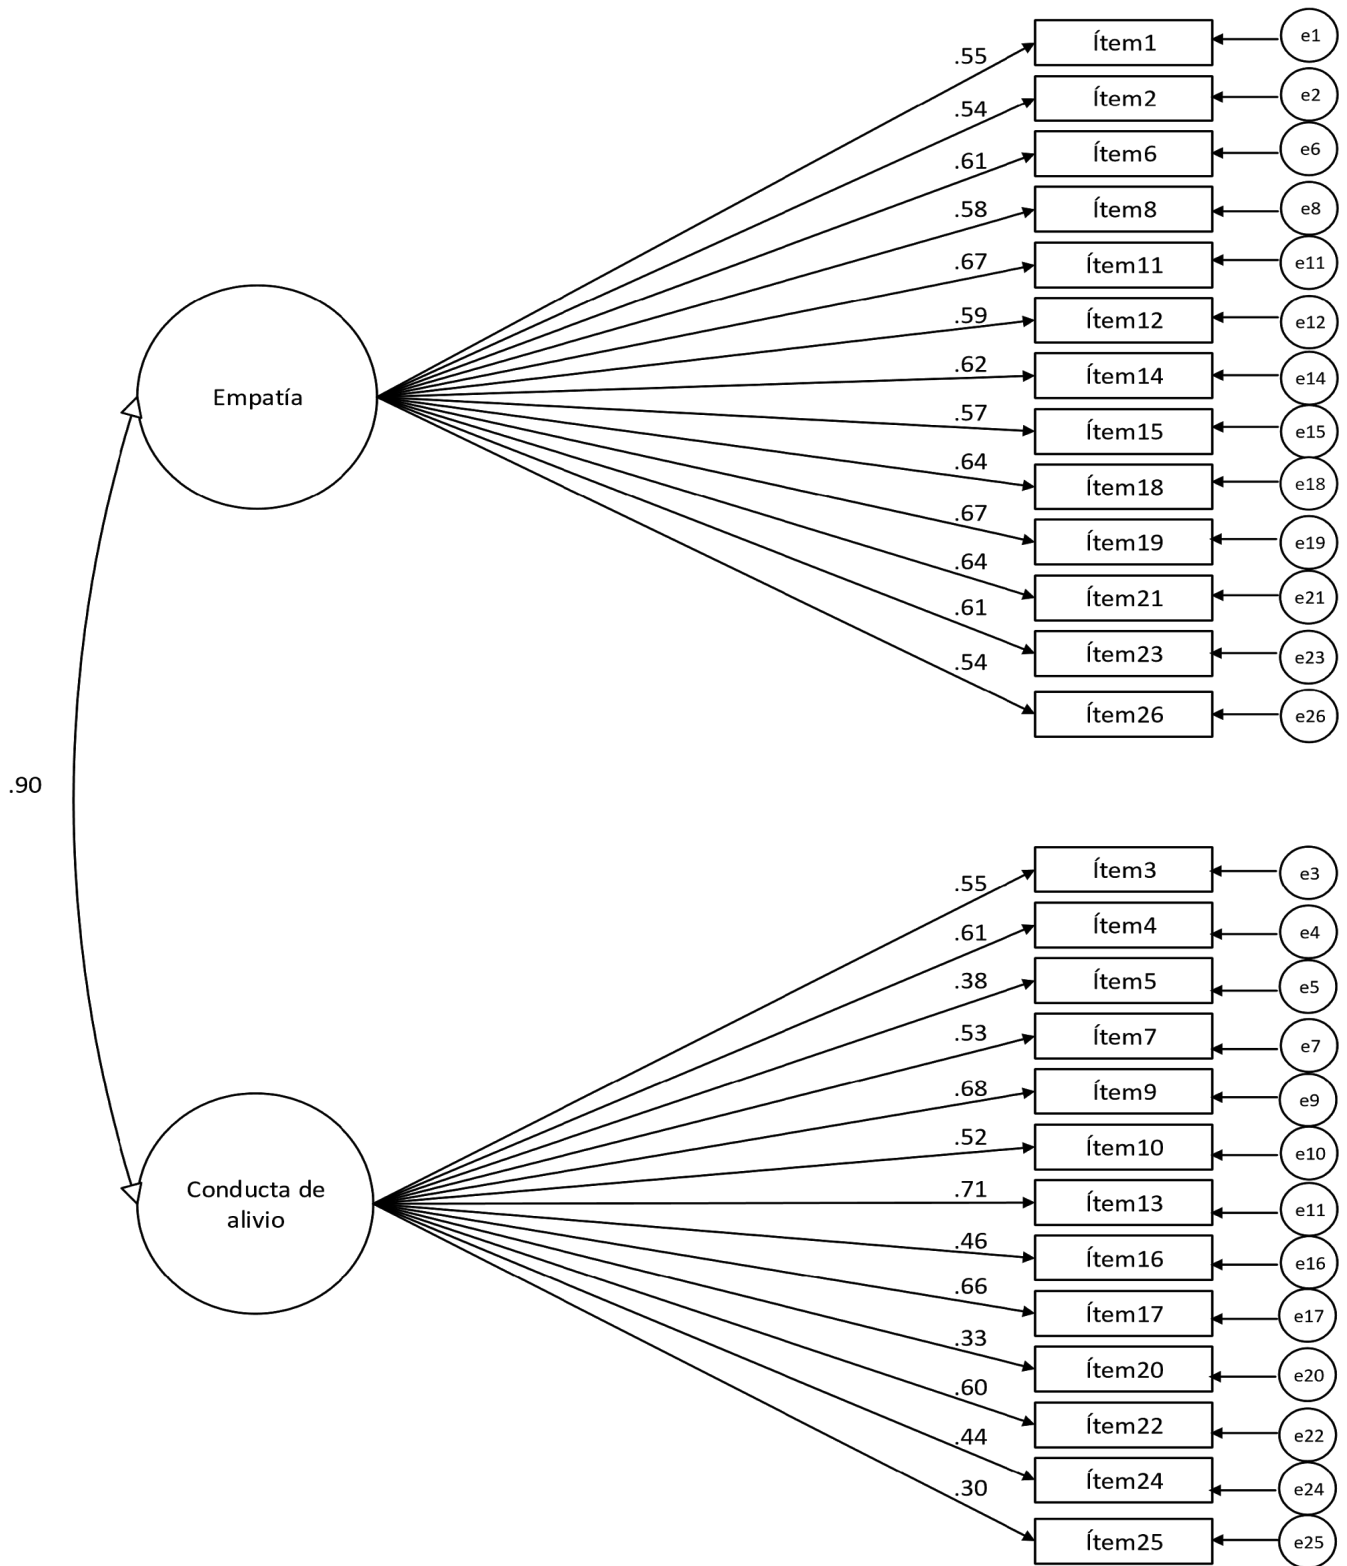 .55 Ítem1 e1
.54 Ítem2 e2
.61 Ítem6 e6
.58 Ítem8 e8
.67 Ítem11 e11
.59 Ítem12 e12
.62 Ítem14 e14
Empatía
.57 Ítem15 e15
.64 Ítem18 e18
.67 Ítem19 e19
.64 Ítem21 e21
.61 Ítem23 e23
.54 Ítem26 e26
.90
.55 Ítem3 e3
.61 Ítem4 e4
.38 Ítem5 e5
.53 Ítem7 e7
.68 Ítem9 e9
.52 Ítem10 e10
.71 Ítem13 e11
Conducta de
alivio
.46 Ítem16 e16
.66 Ítem17 e17
.33 Ítem20 e20
.60 Ítem22 e22
.44 Ítem24 e24
.30 Ítem25 e25